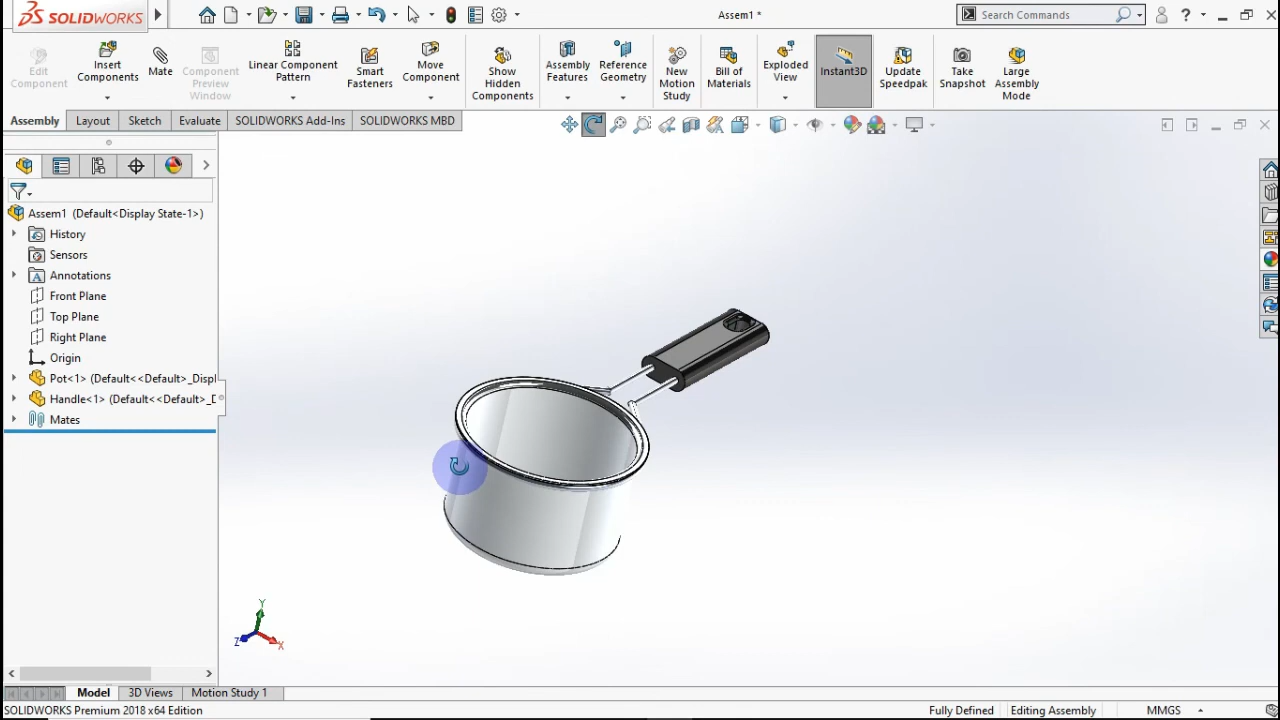 SOLIDWORKS
Assem1 *
Search Commands
?
Edit
Component
Insert
Components
Mate
Component
Preview
Window
Linear Component
Pattern
Smart
Fasteners
Move
Component
Show
Hidden
Components
Assembly
Features
Reference
Geometry
New
Motion
Study
Bill of
Materials
Exploded
View
Instant3D
Update
Speedpak
Take
Snapshot
Large
Assembly
Mode
Assembly
Layout
Sketch
Evaluate
SOLIDWORKS Add-Ins
SOLIDWORKS MBD
Assem1 (Default<Display State-1>)
History
Sensors
Annotations
Front Plane
Top Plane
Right Plane
Origin
Pot<1> (Default<<Default>_Displ
Handle<1> (Default<<Default>_D
Mates
Y
Z
X
Model
3D Views
Motion Study 1
SOLIDWORKS Premium 2018 x64 Edition
Fully Defined
Editing Assembly
MMGS